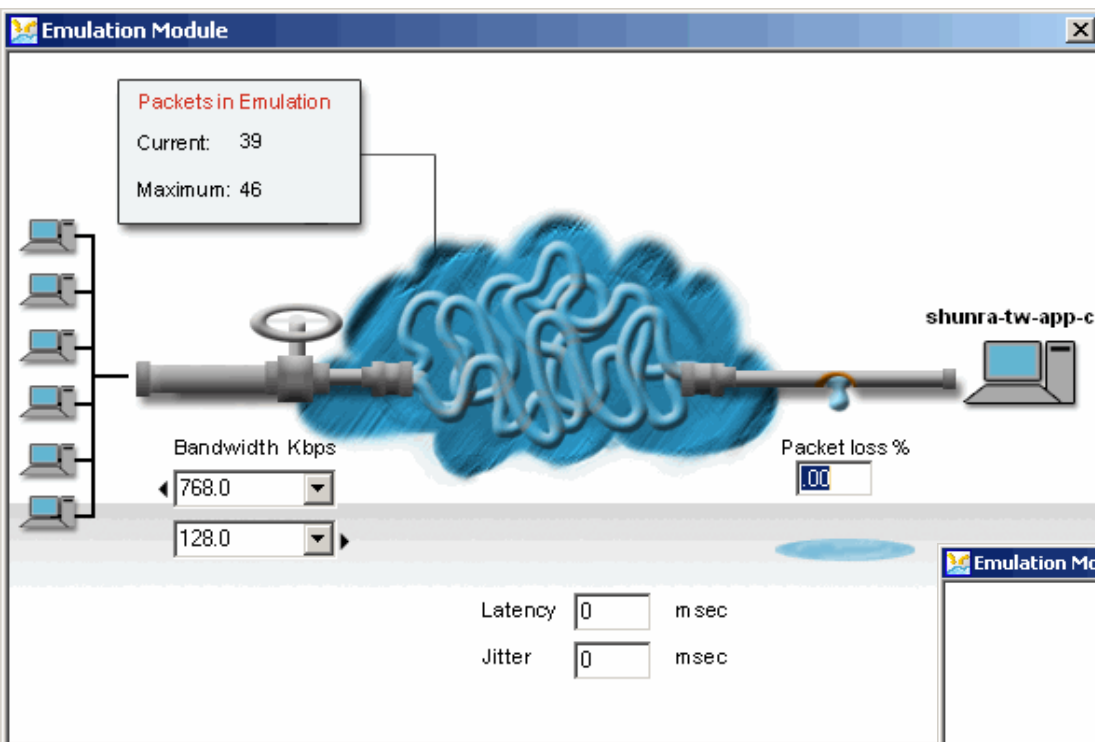 Emulation Module
Packets in Emulation
Current: 39
Maximum: 46
shunra-tw-app-c
Bandwidth Kbps
768.0
128.0
Packet loss %
.00
Emulation Mo
Latency 0 msec
Jitter 0 msec